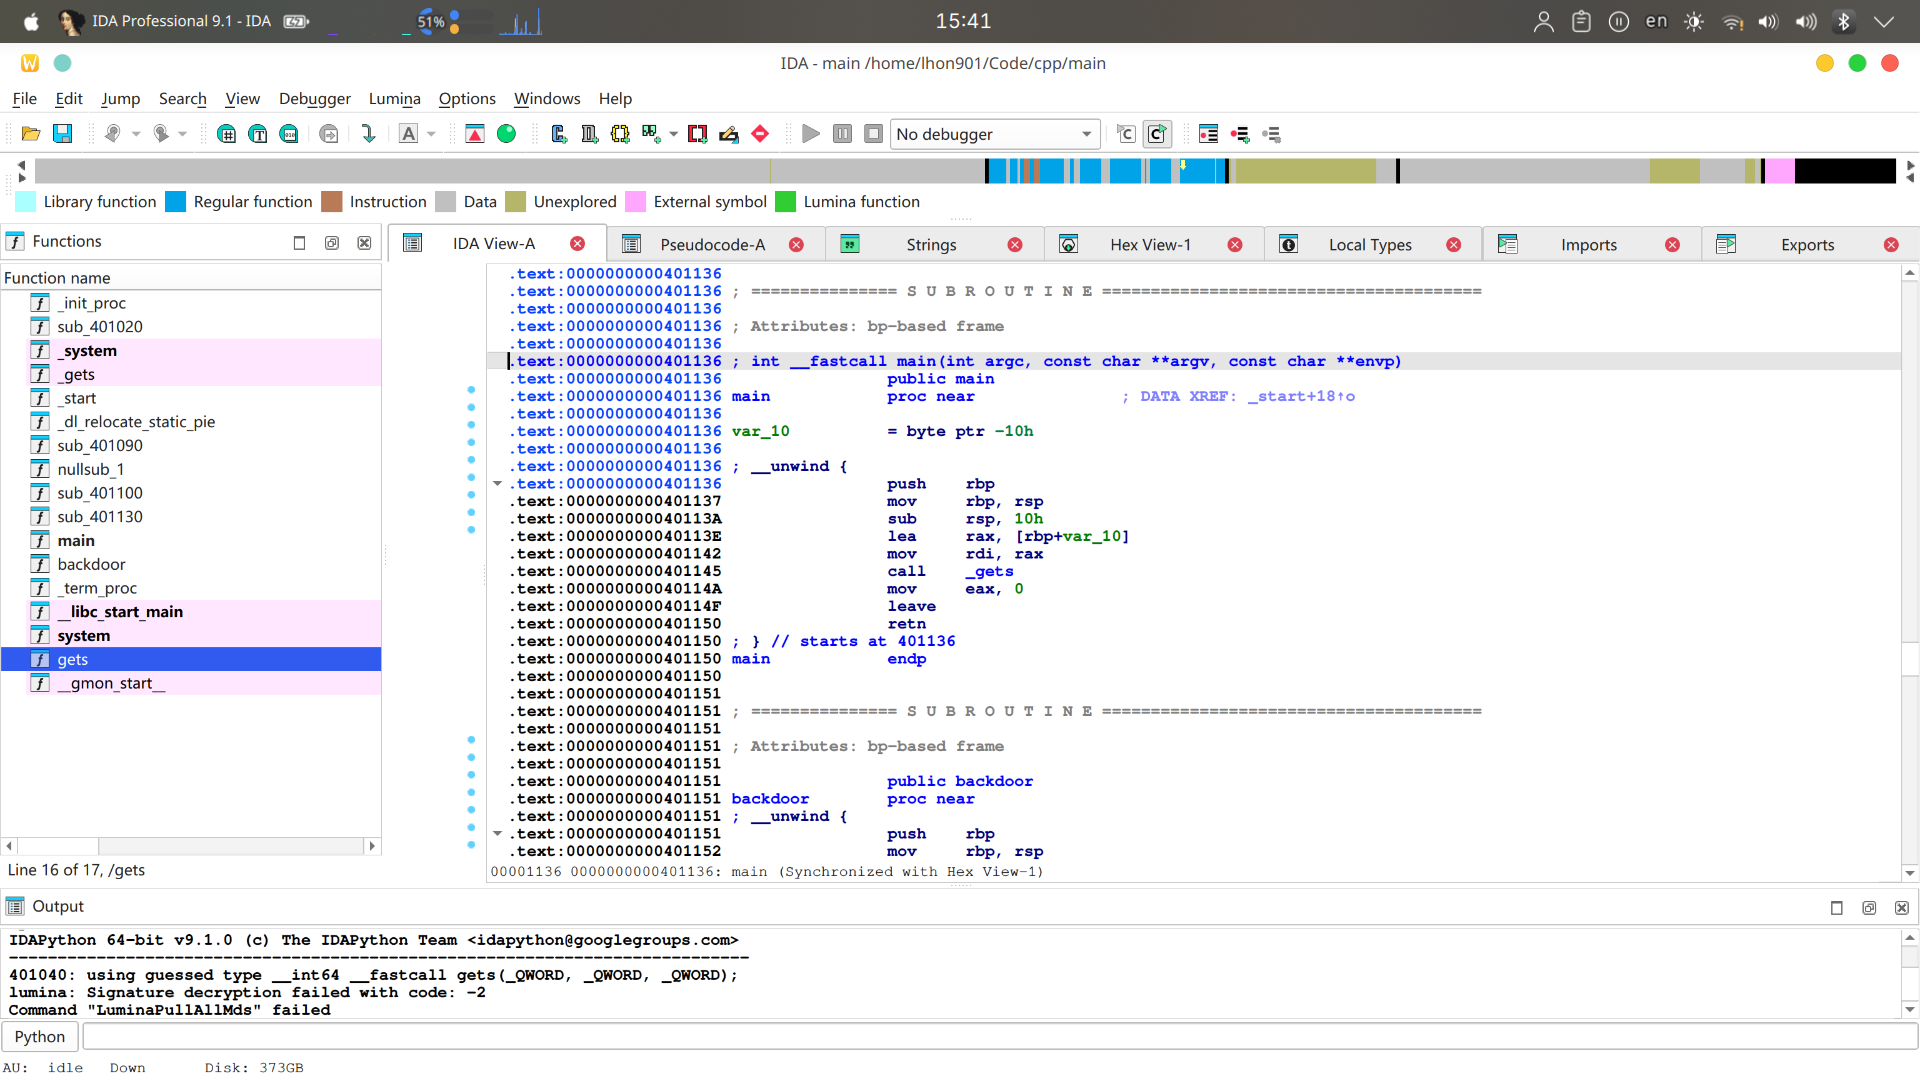 IDA Professional 9.1 - IDA
51%
15:41
en
IDA - main /home/lhon901/Code/cpp/main
File Edit Jump Search View Debugger Lumina Options Windows Help
No debugger
Library function Regular function Instruction Data Unexplored External symbol Lumina function
Functions
Function name
_init_proc
sub_401020
_system
_gets
_start
_dl_relocate_static_pie
sub_401090
nullsub_1
sub_401100
sub_401130
main
backdoor
_term_proc
__libc_start_main
system
gets
__gmon_start__
Line 16 of 17, /gets
IDA View-A Pseudocode-A Strings Hex View-1 Local Types Imports Exports
.text:0000000000401136
.text:0000000000401136 ; =============== S U B R O U T I N E =======================================
.text:0000000000401136
.text:0000000000401136 ; Attributes: bp-based frame
.text:0000000000401136
.text:0000000000401136 ; int __fastcall main(int argc, const char **argv, const char **envp)
.text:0000000000401136 public main
.text:0000000000401136 main proc near ; DATA XREF: _start+18↑o
.text:0000000000401136
.text:0000000000401136 var_10 = byte ptr -10h
.text:0000000000401136
.text:0000000000401136 ; __unwind {
.text:0000000000401136 push rbp
.text:0000000000401137 mov rbp, rsp
.text:000000000040113A sub rsp, 10h
.text:000000000040113E lea rax, [rbp+var_10]
.text:0000000000401142 mov rdi, rax
.text:0000000000401145 call _gets
.text:000000000040114A mov eax, 0
.text:000000000040114F leave
.text:0000000000401150 retn
.text:0000000000401150 ; } // starts at 401136
.text:0000000000401150 main endp
.text:0000000000401150
.text:0000000000401151
.text:0000000000401151 ; =============== S U B R O U T I N E =======================================
.text:0000000000401151
.text:0000000000401151 ; Attributes: bp-based frame
.text:0000000000401151
.text:0000000000401151 public backdoor
.text:0000000000401151 backdoor proc near
.text:0000000000401151 ; __unwind {
.text:0000000000401151 push rbp
.text:0000000000401152 mov rbp, rsp
00001136 0000000000401136: main (Synchronized with Hex View-1)
Output
IDAPython 64-bit v9.1.0 (c) The IDAPython Team <idapython@googlegroups.com>
----------------------------------------------------------------------------
401040: using guessed type __int64 __fastcall gets(_QWORD, _QWORD, _QWORD);
lumina: Signature decryption failed with code: -2
Command "LuminaPullAllMds" failed
Python
AU: idle Down Disk: 373GB